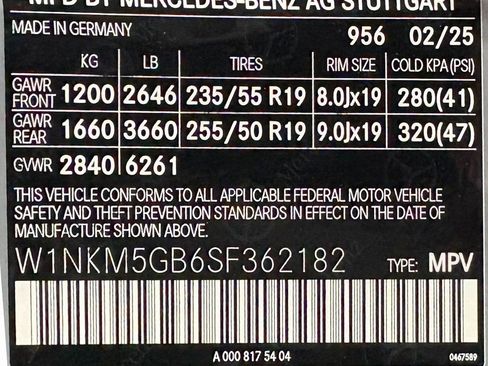 MFD BY MERCEDES-BENZ AG STUTTGART
MADE IN GERMANY 956 02/25
KG LB TIRES RIM SIZE COLD KPA(PSI)
GAWR FRONT 1200 2646 235/55 R19 8.0Jx19 280(41)
GAWR REAR 1660 3660 255/50 R19 9.0Jx19 320(47)
GVWR 2840 6261
THIS VEHICLE CONFORMS TO ALL APPLICABLE FEDERAL MOTOR VEHICLE
SAFETY AND THEFT PREVENTION STANDARDS IN EFFECT ON THE DATE OF
MANUFACTURE SHOWN ABOVE.
W1NKM5GB6SF362182 TYPE: MPV
A 000 817 54 04 0467589